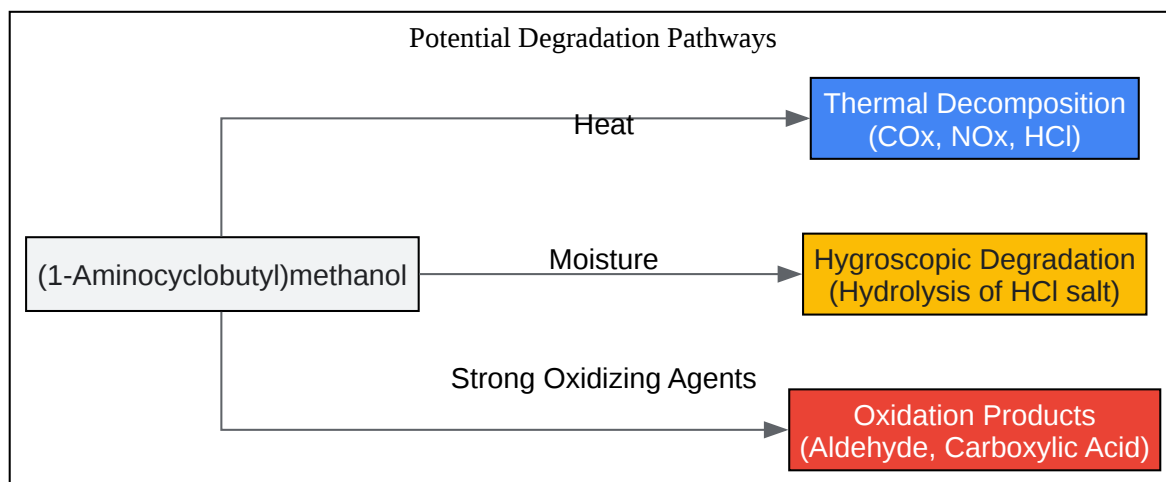 Potential Degradation Pathways
Heat
Thermal Decomposition
(COx, NOx, HCl)
(1-Aminocyclobutyl)methanol
Moisture
Hygroscopic Degradation
(Hydrolysis of HCl salt)
Strong Oxidizing Agents
Oxidation Products
(Aldehyde, Carboxylic Acid)